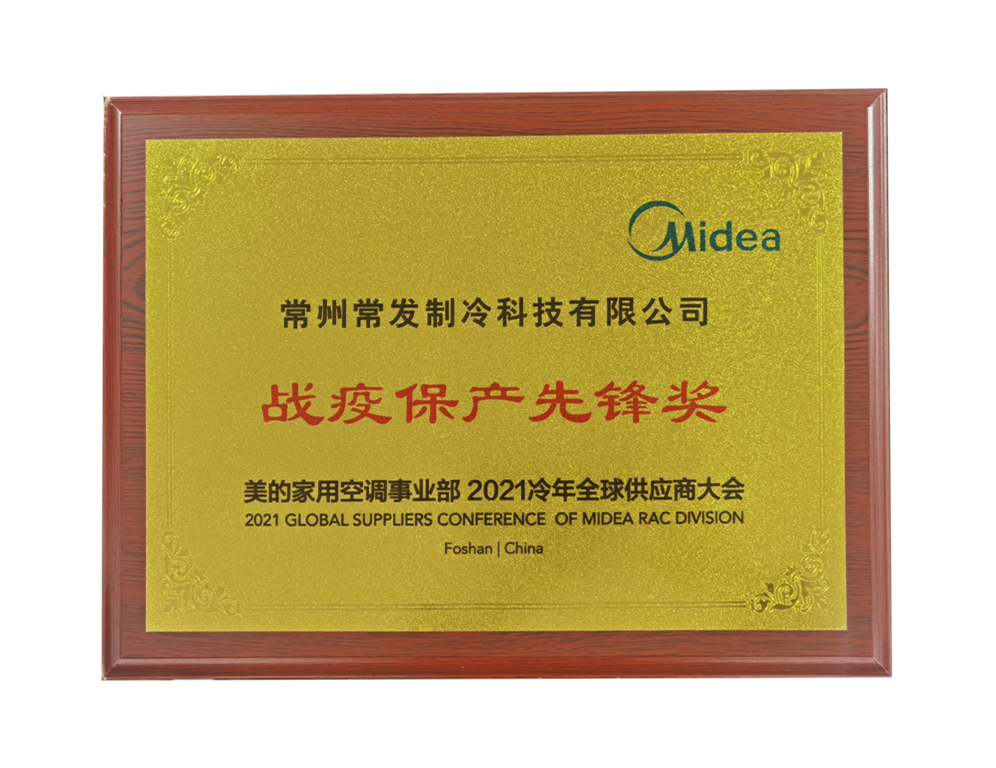 Midea
常州常发制冷科技有限公司
战疫保产先锋奖
美的家用空调事业部 2021冷年全球供应商大会
2021 GLOBAL SUPPLIERS CONFERENCE OF MIDEA RAC DIVISION
Foshan | China